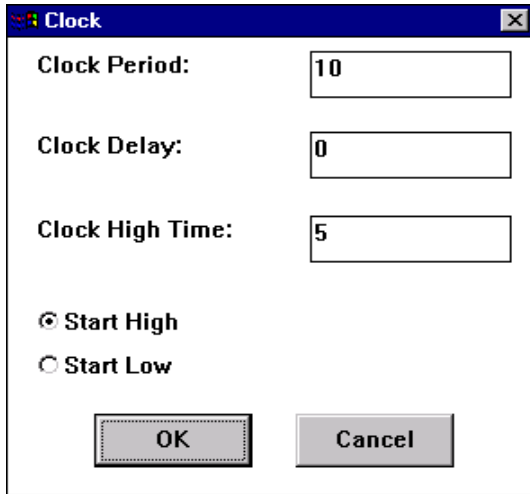 Clock
Clock Period: 10
Clock Delay: 0
Clock High Time: 5
Start High
Start Low
OK Cancel